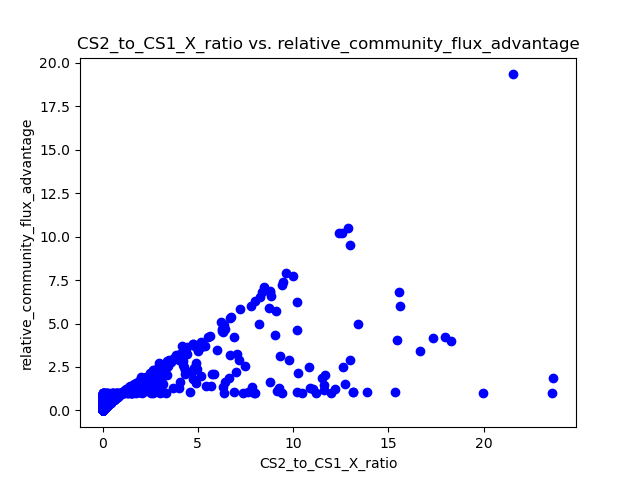 CS2_to_CS1_X_ratio vs. relative_community_flux_advantage
20.0
17.5
15.0
12.5
10.0
7.5
5.0
2.5
0.0
relative_community_flux_advantage
0 5 10 15 20
CS2_to_CS1_X_ratio